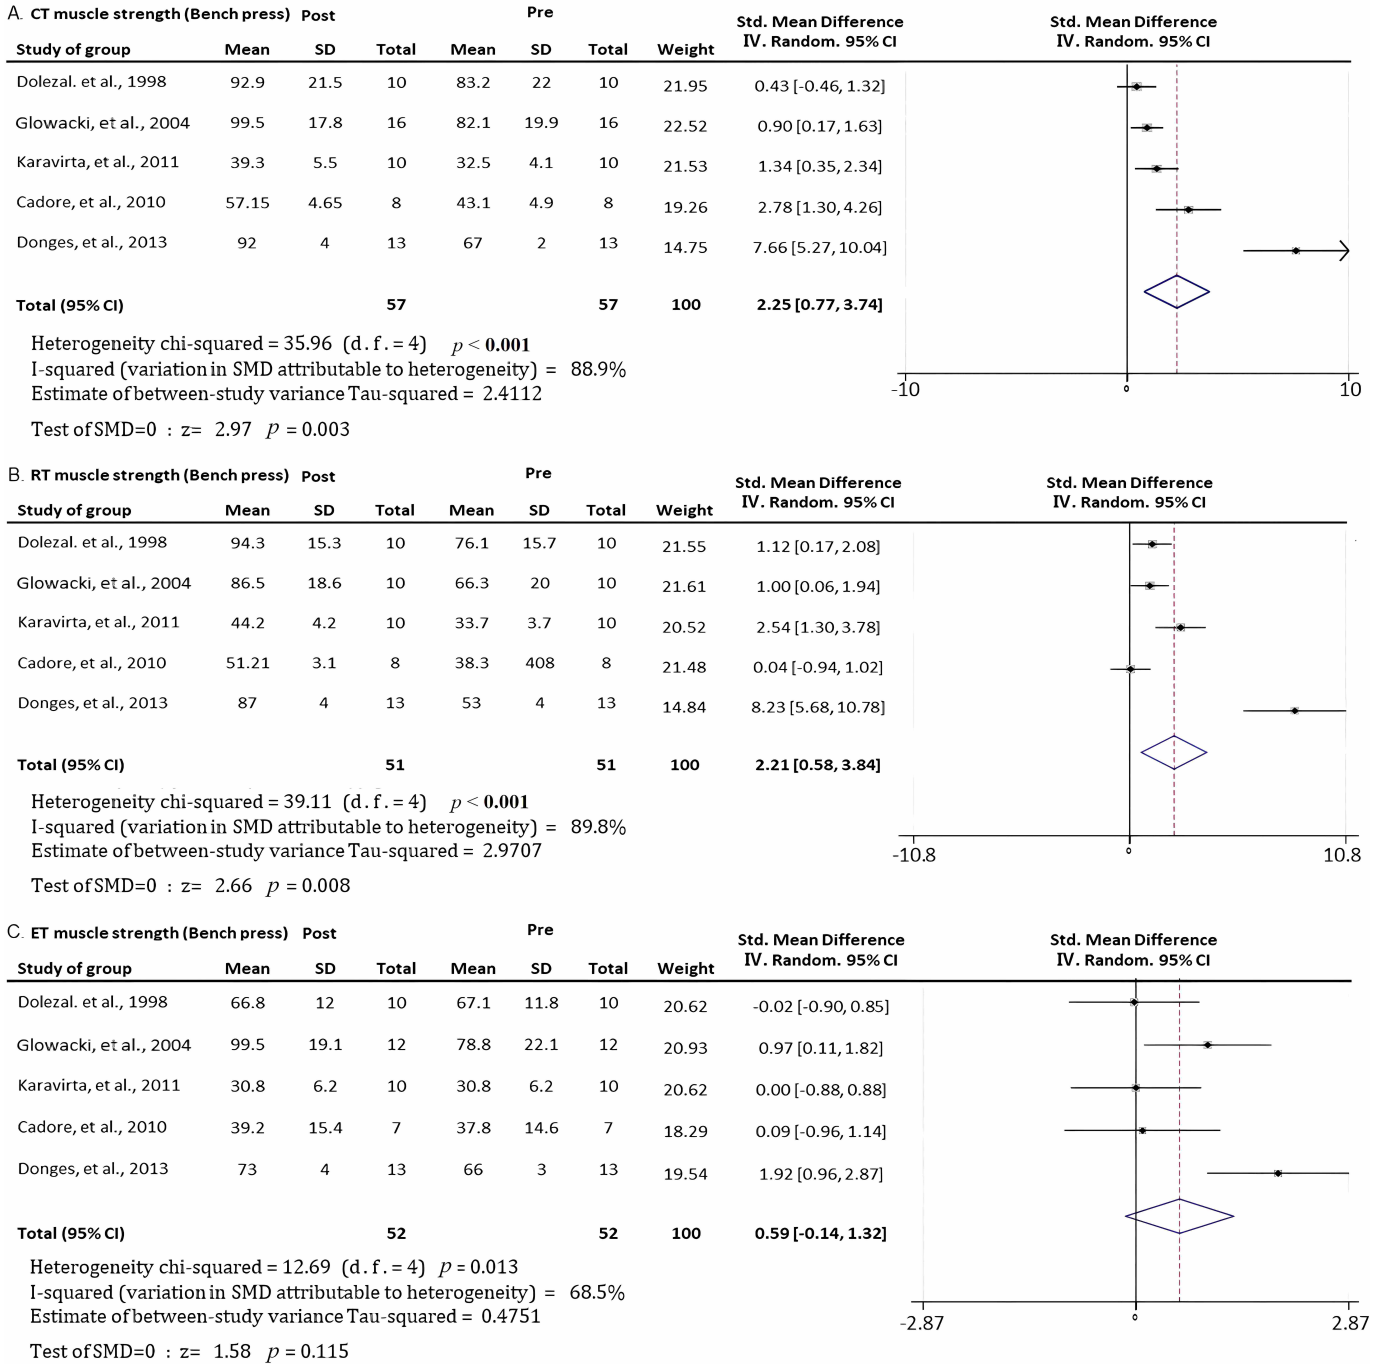 A. CT muscle strength (Bench press) Post Pre Std. Mean Difference Std. Mean Difference
Study of group Mean SD Total Mean SD Total Weight IV. Random. 95% CI IV. Random. 95% CI
Dolezal. et al., 1998 92.9 21.5 10 83.2 22 10 21.95 0.43 [-0.46, 1.32]
Glowacki, et al., 2004 99.5 17.8 16 82.1 19.9 16 22.52 0.90 [0.17, 1.63]
Karavirta, et al., 2011 39.3 5.5 10 32.5 4.1 10 21.53 1.34 [0.35, 2.34]
Cadore, et al., 2010 57.15 4.65 8 43.1 4.9 8 19.26 2.78 [1.30, 4.26]
Donges, et al., 2013 92 4 13 67 2 13 14.75 7.66 [5.27, 10.04]
Total (95% CI) 57 57 100 2.25 [0.77, 3.74]
Heterogeneity chi-squared = 35.96 (d.f. = 4) p < 0.001
I-squared (variation in SMD attributable to heterogeneity) = 88.9%
Estimate of between-study variance Tau-squared = 2.4112
-10 0 10
Test of SMD=0 : z= 2.97 p = 0.003
B. RT muscle strength (Bench press) Post Pre Std. Mean Difference Std. Mean Difference
Study of group Mean SD Total Mean SD Total Weight IV. Random. 95% CI IV. Random. 95% CI
Dolezal. et al., 1998 94.3 15.3 10 76.1 15.7 10 21.55 1.12 [0.17, 2.08]
Glowacki, et al., 2004 86.5 18.6 10 66.3 20 10 21.61 1.00 [0.06, 1.94]
Karavirta, et al., 2011 44.2 4.2 10 33.7 3.7 10 20.52 2.54 [1.30, 3.78]
Cadore, et al., 2010 51.21 3.1 8 38.3 408 8 21.48 0.04 [-0.94, 1.02]
Donges, et al., 2013 87 4 13 53 4 13 14.84 8.23 [5.68, 10.78]
Total (95% CI) 51 51 100 2.21 [0.58, 3.84]
Heterogeneity chi-squared = 39.11 (d.f. = 4) p < 0.001
I-squared (variation in SMD attributable to heterogeneity) = 89.8%
Estimate of between-study variance Tau-squared = 2.9707
-10.8 0 10.8
Test of SMD=0 : z= 2.66 p = 0.008
C. ET muscle strength (Bench press) Post Pre Std. Mean Difference Std. Mean Difference
Study of group Mean SD Total Mean SD Total Weight IV. Random. 95% CI IV. Random. 95% CI
Dolezal. et al., 1998 66.8 12 10 67.1 11.8 10 20.62 -0.02 [-0.90, 0.85]
Glowacki, et al., 2004 99.5 19.1 12 78.8 22.1 12 20.93 0.97 [0.11, 1.82]
Karavirta, et al., 2011 30.8 6.2 10 30.8 6.2 10 20.62 0.00 [-0.88, 0.88]
Cadore, et al., 2010 39.2 15.4 7 37.8 14.6 7 18.29 0.09 [-0.96, 1.14]
Donges, et al., 2013 73 4 13 66 3 13 19.54 1.92 [0.96, 2.87]
Total (95% CI) 52 52 100 0.59 [-0.14, 1.32]
Heterogeneity chi-squared = 12.69 (d.f. = 4) p = 0.013
I-squared (variation in SMD attributable to heterogeneity) = 68.5%
Estimate of between-study variance Tau-squared = 0.4751
-2.87 0 2.87
Test of SMD=0 : z= 1.58 p = 0.115